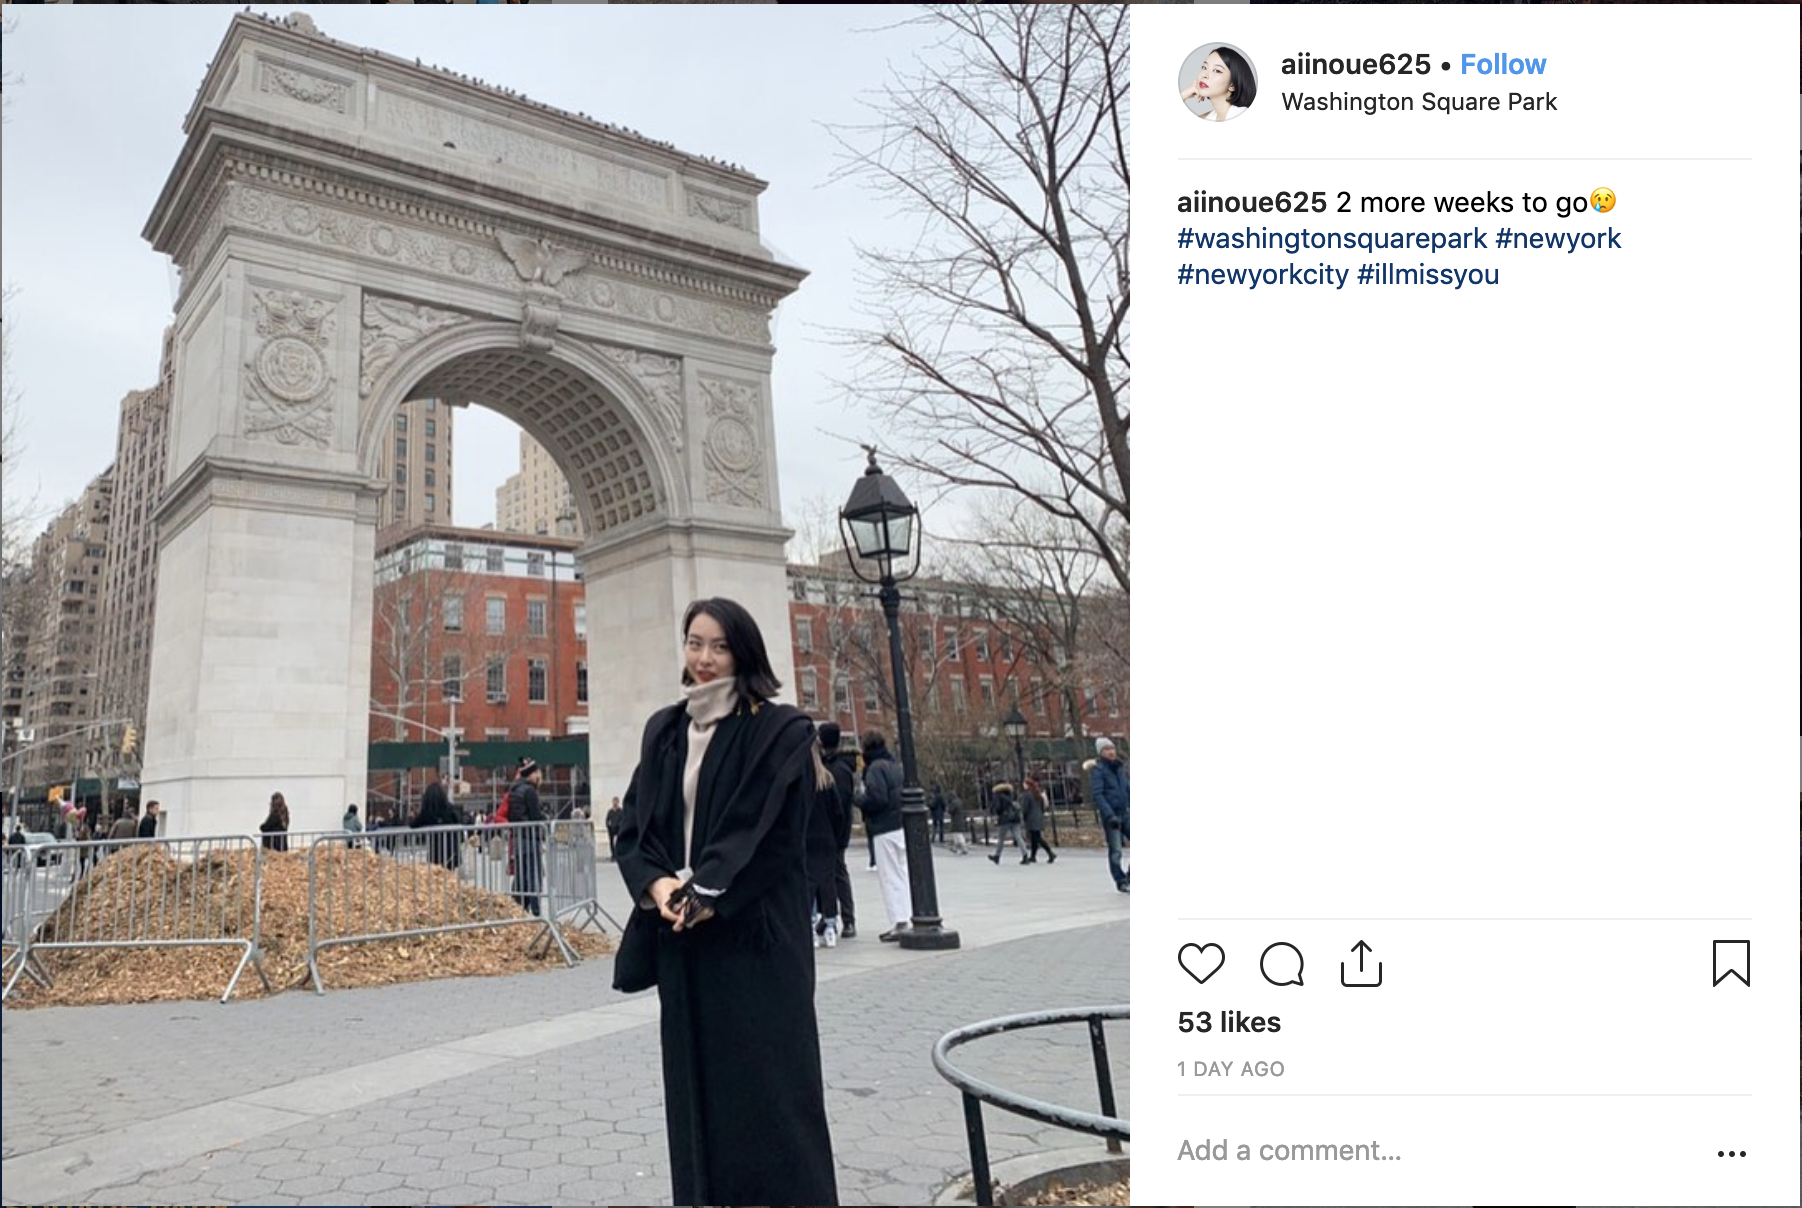 aiinoue625 • Follow
Washington Square Park
aiinoue625 2 more weeks to go😢
#washingtonsquarepark #newyork
#newyorkcity #illmissyou
53 likes
1 DAY AGO
Add a comment...